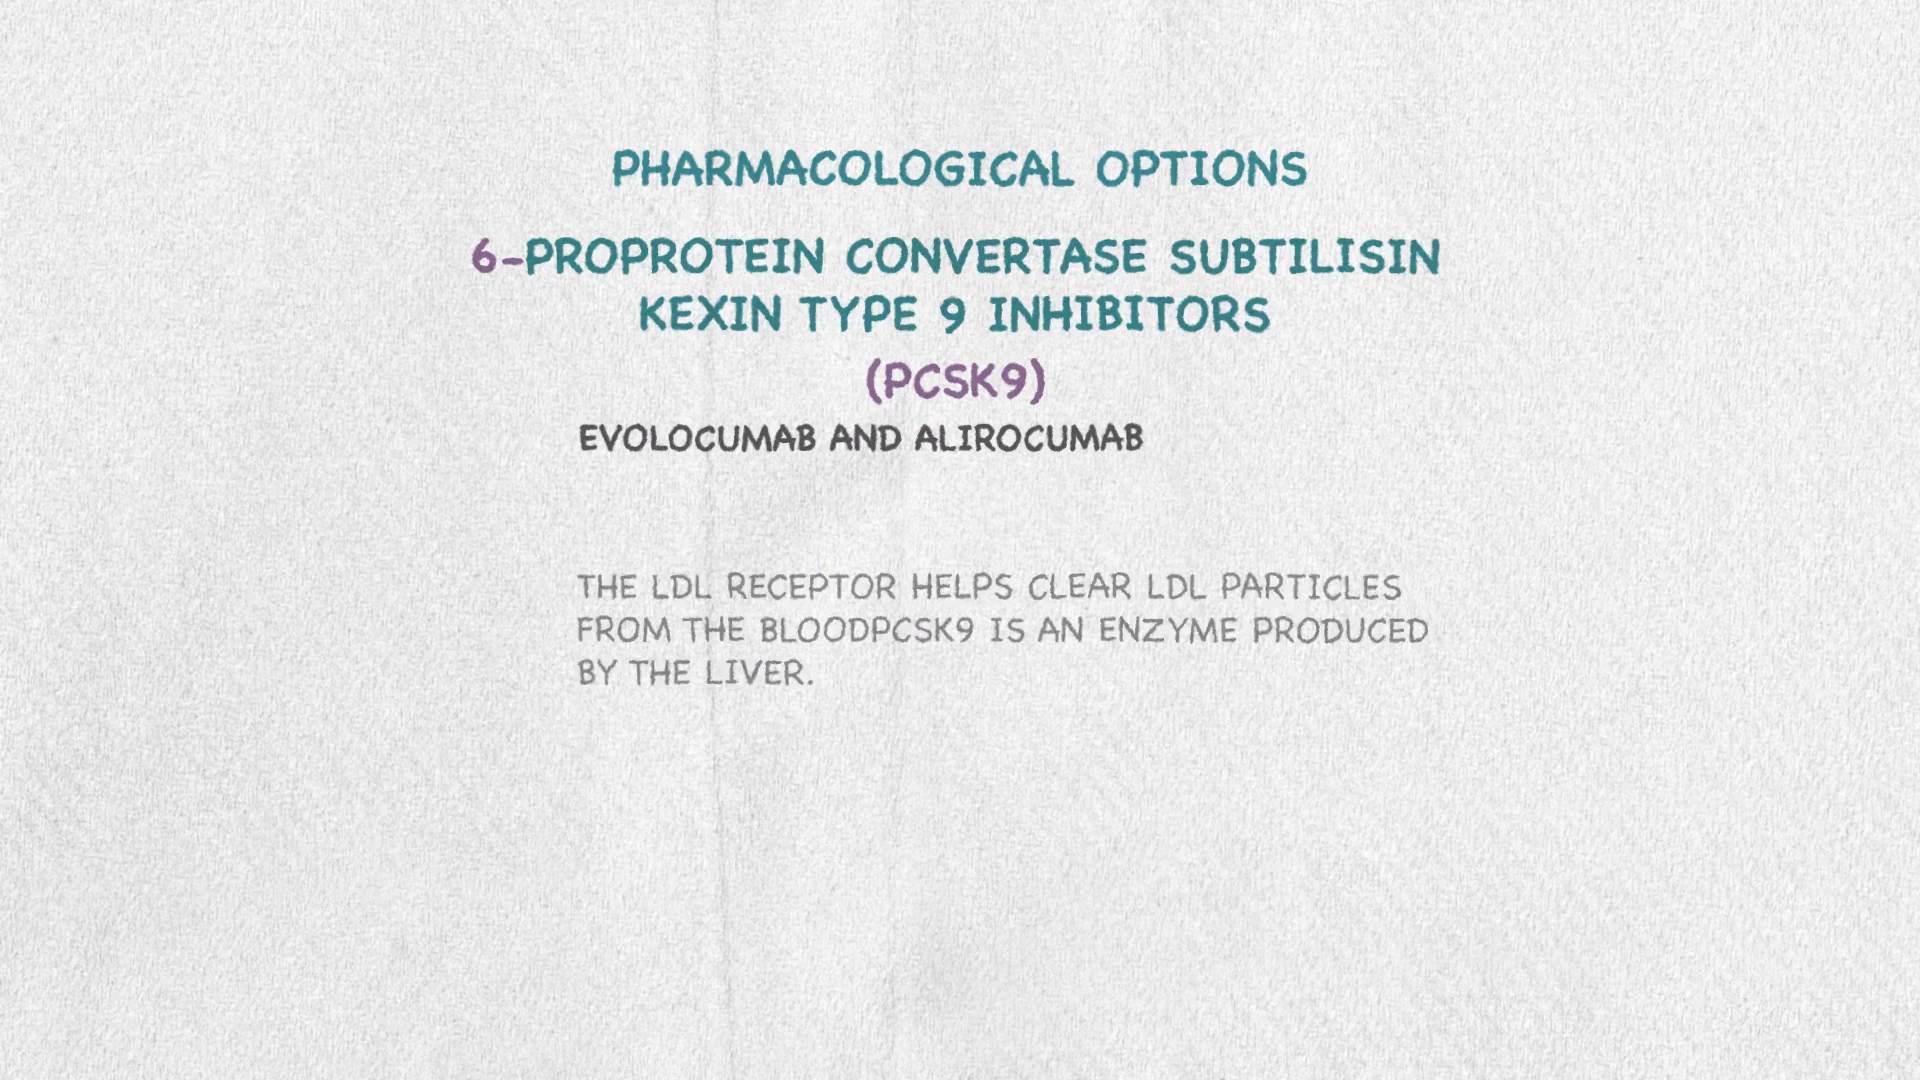 PHARMACOLOGICAL OPTIONS
6-PROPROTEIN CONVERTASE SUBTILISIN
KEXIN TYPE 9 INHIBITORS
(PCSK9)
EVOLOCUMAB AND ALIROCUMAB
THE LDL RECEPTOR HELPS CLEAR LDL PARTICLES
FROM THE BLOODPCSK9 IS AN ENZYME PRODUCED
BY THE LIVER.